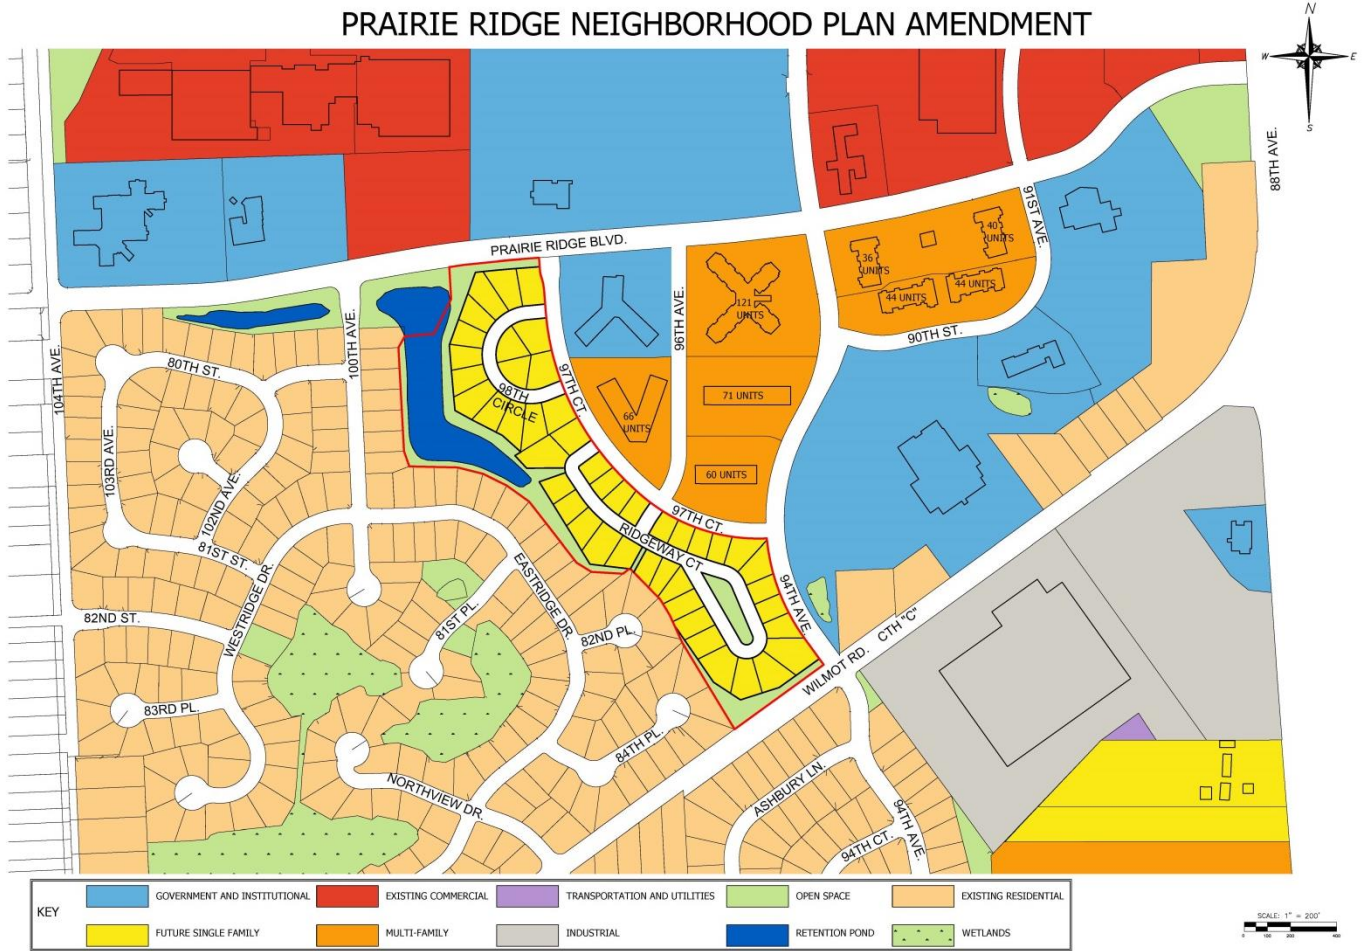 PRAIRIE RIDGE NEIGHBORHOOD PLAN AMENDMENT
N
W
E
S
88TH AVE.
91ST AVE.
PRAIRIE RIDGE BLVD.
40
UNITS
36
UNITS
44 UNITS
44 UNITS
121
UNITS
90TH ST.
96TH AVE.
100TH AVE.
104TH AVE.
80TH ST.
97TH CT.
98TH
CIRCLE
71 UNITS
66
UNITS
103RD AVE.
102ND AVE.
60 UNITS
97TH CT.
RIDGEWAY CT
81ST ST.
WESTRIDGE DR.
EASTRIDGE DR.
94TH AVE.
82ND ST.
81ST PL.
82ND PL.
CTH "C"
WILMOT RD.
83RD PL.
84TH PL.
NORTHVIEW DR.
ASHBURY LN.
94TH AVE.
94TH CT.
KEY
GOVERNMENT AND INSTITUTIONAL
EXISTING COMMERCIAL
TRANSPORTATION AND UTILITIES
OPEN SPACE
EXISTING RESIDENTIAL
FUTURE SINGLE FAMILY
MULTI-FAMILY
INDUSTRIAL
RETENTION POND
WETLANDS
SCALE: 1" = 200'
0 100 200 400